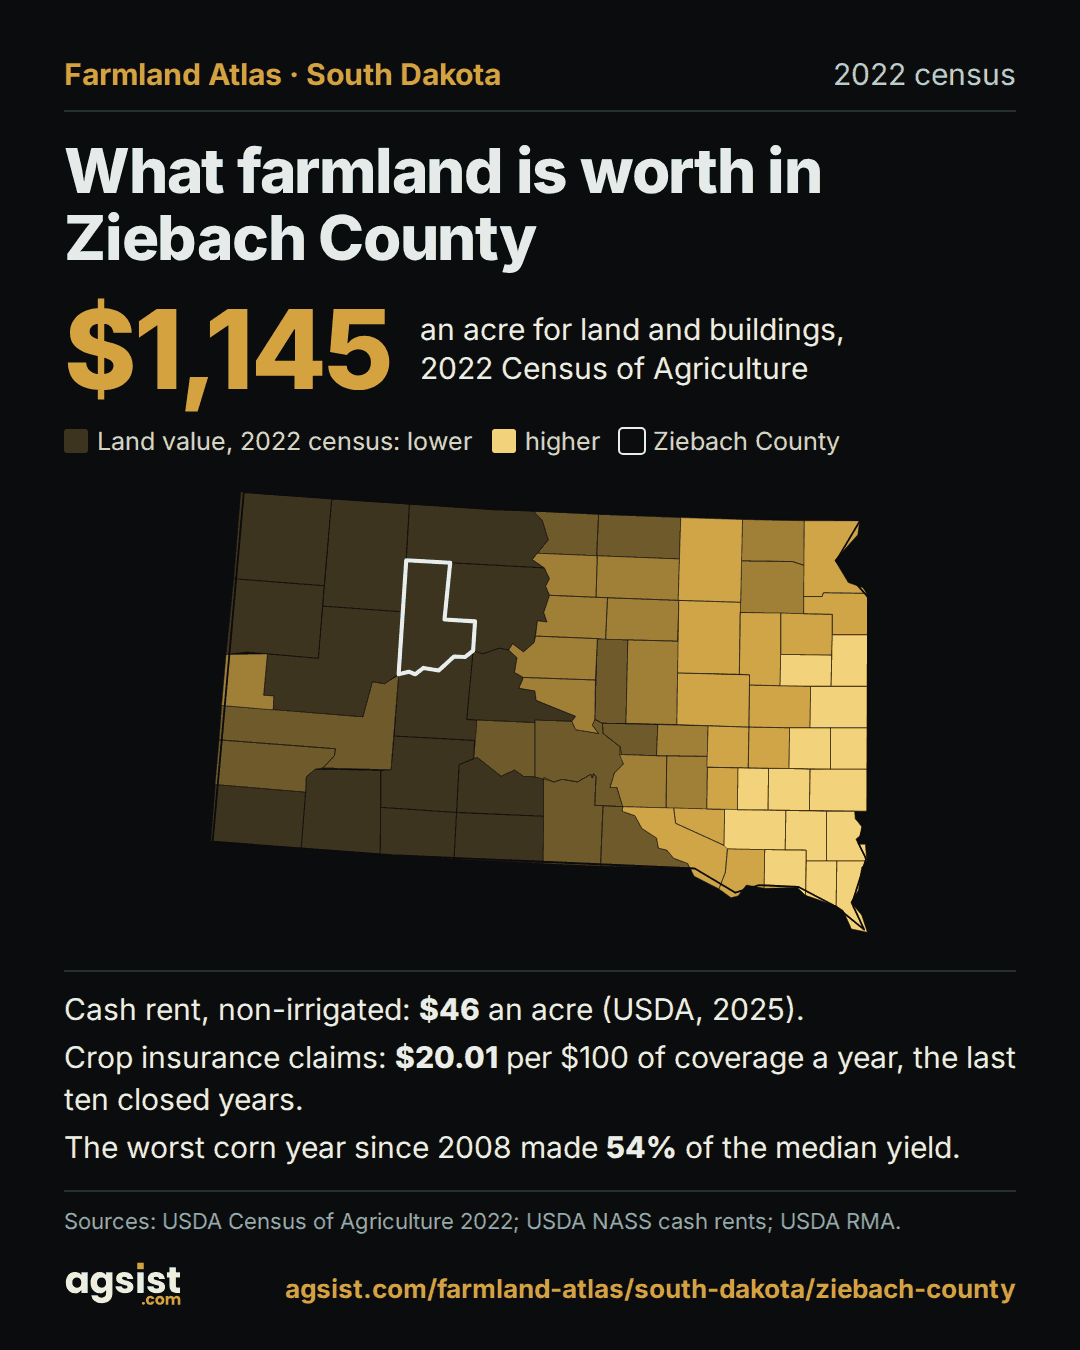 Farmland Atlas · South Dakota
2022 census
What farmland is worth in
Ziebach County
$1,145
an acre for land and buildings,
2022 Census of Agriculture
Land value, 2022 census: lower
higher
Ziebach County
Cash rent, non-irrigated: $46 an acre (USDA, 2025).
Crop insurance claims: $20.01 per $100 of coverage a year, the last
ten closed years.
The worst corn year since 2008 made 54% of the median yield.
Sources: USDA Census of Agriculture 2022; USDA NASS cash rents; USDA RMA.
agsist
.com
agsist.com/farmland-atlas/south-dakota/ziebach-county